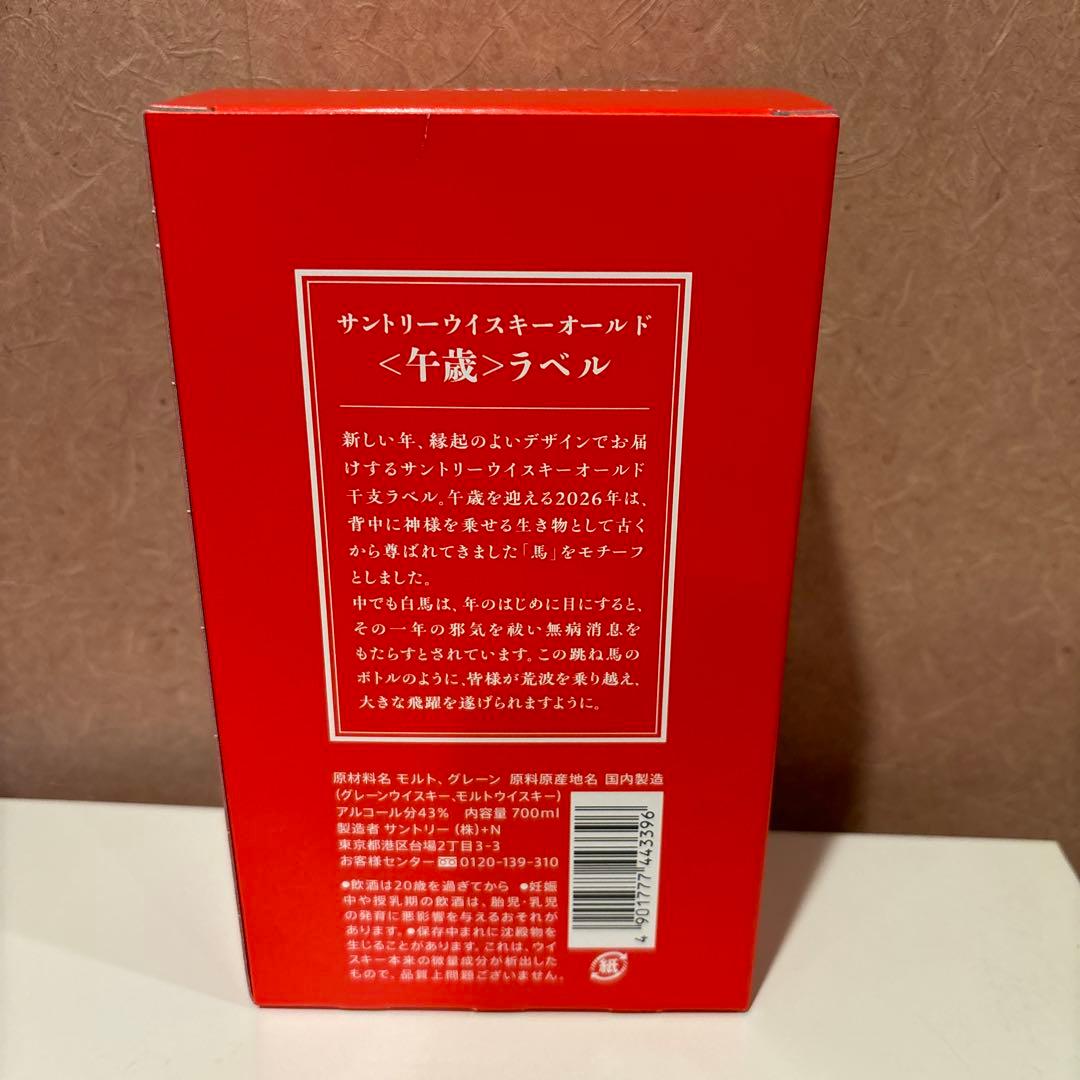 サントリーウイスキーオールド
<午歳>ラベル
新しい年、縁起のよいデザインでお届
けするサントリーウイスキーオールド
干支ラベル。午歳を迎える2026年は、
背中に神様を乗せる生き物として古く
から尊ばれてきました「馬」をモチーフ
としました。
中でも白馬は、年のはじめに目にすると、
その一年の邪気を祓い無病消息を
もたらすとされています。この跳ね馬の
ボトルのように、皆様が荒波を乗り越え、
大きな飛躍を遂げられますように。
原材料名 モルト、グレーン 原料原産地名 国内製造
(グレーンウイスキー、モルトウイスキー)
アルコール分43% 内容量 700ml
製造者 サントリー(株)+N
東京都港区台場2丁目3-3
お客様センター 0120-139-310
●飲酒は20歳を過ぎてから ●妊娠
中や授乳期の飲酒は、胎児・乳児
の発育に悪影響を与えるおそれが
あります。●保存中まれに沈殿物を
生じることがあります。これは、ウイ
スキー本来の微量成分が析出した
もので、品質上問題ございません。
4 901777 443396
紙